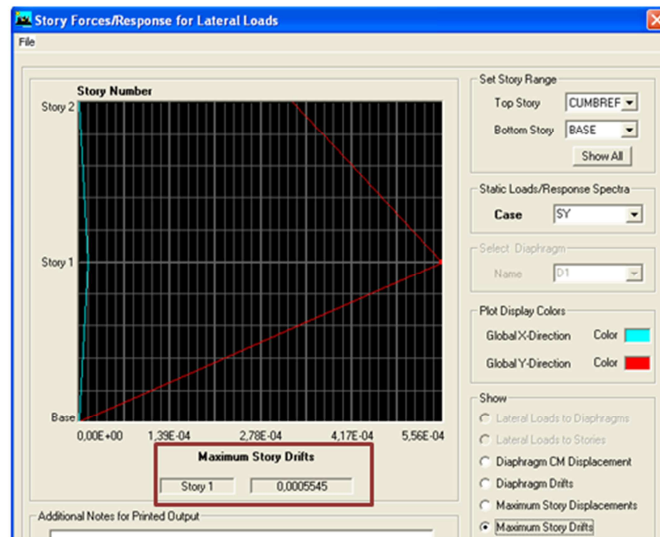 Story Forces/Response for Lateral Loads
File
Story Number
Story 2
Story 1
Base
0,00E+00 1,39E-04 2,78E-04 4,17E-04 5,56E-04
Maximum Story Drifts
Story 1 0,0005545
Additional Notes for Printed Output
Set Story Range
Top Story CUMBREF
Bottom Story BASE
Show All
Static Loads/Response Spectra
Case SY
Select Diaphragm
Name D1
Plot Display Colors
Global X-Direction Color
Global Y-Direction Color
Show
Lateral Loads to Diaphragms
Lateral Loads to Stories
Diaphragm CM Displacement
Diaphragm Drifts
Maximum Story Displacements
Maximum Story Drifts